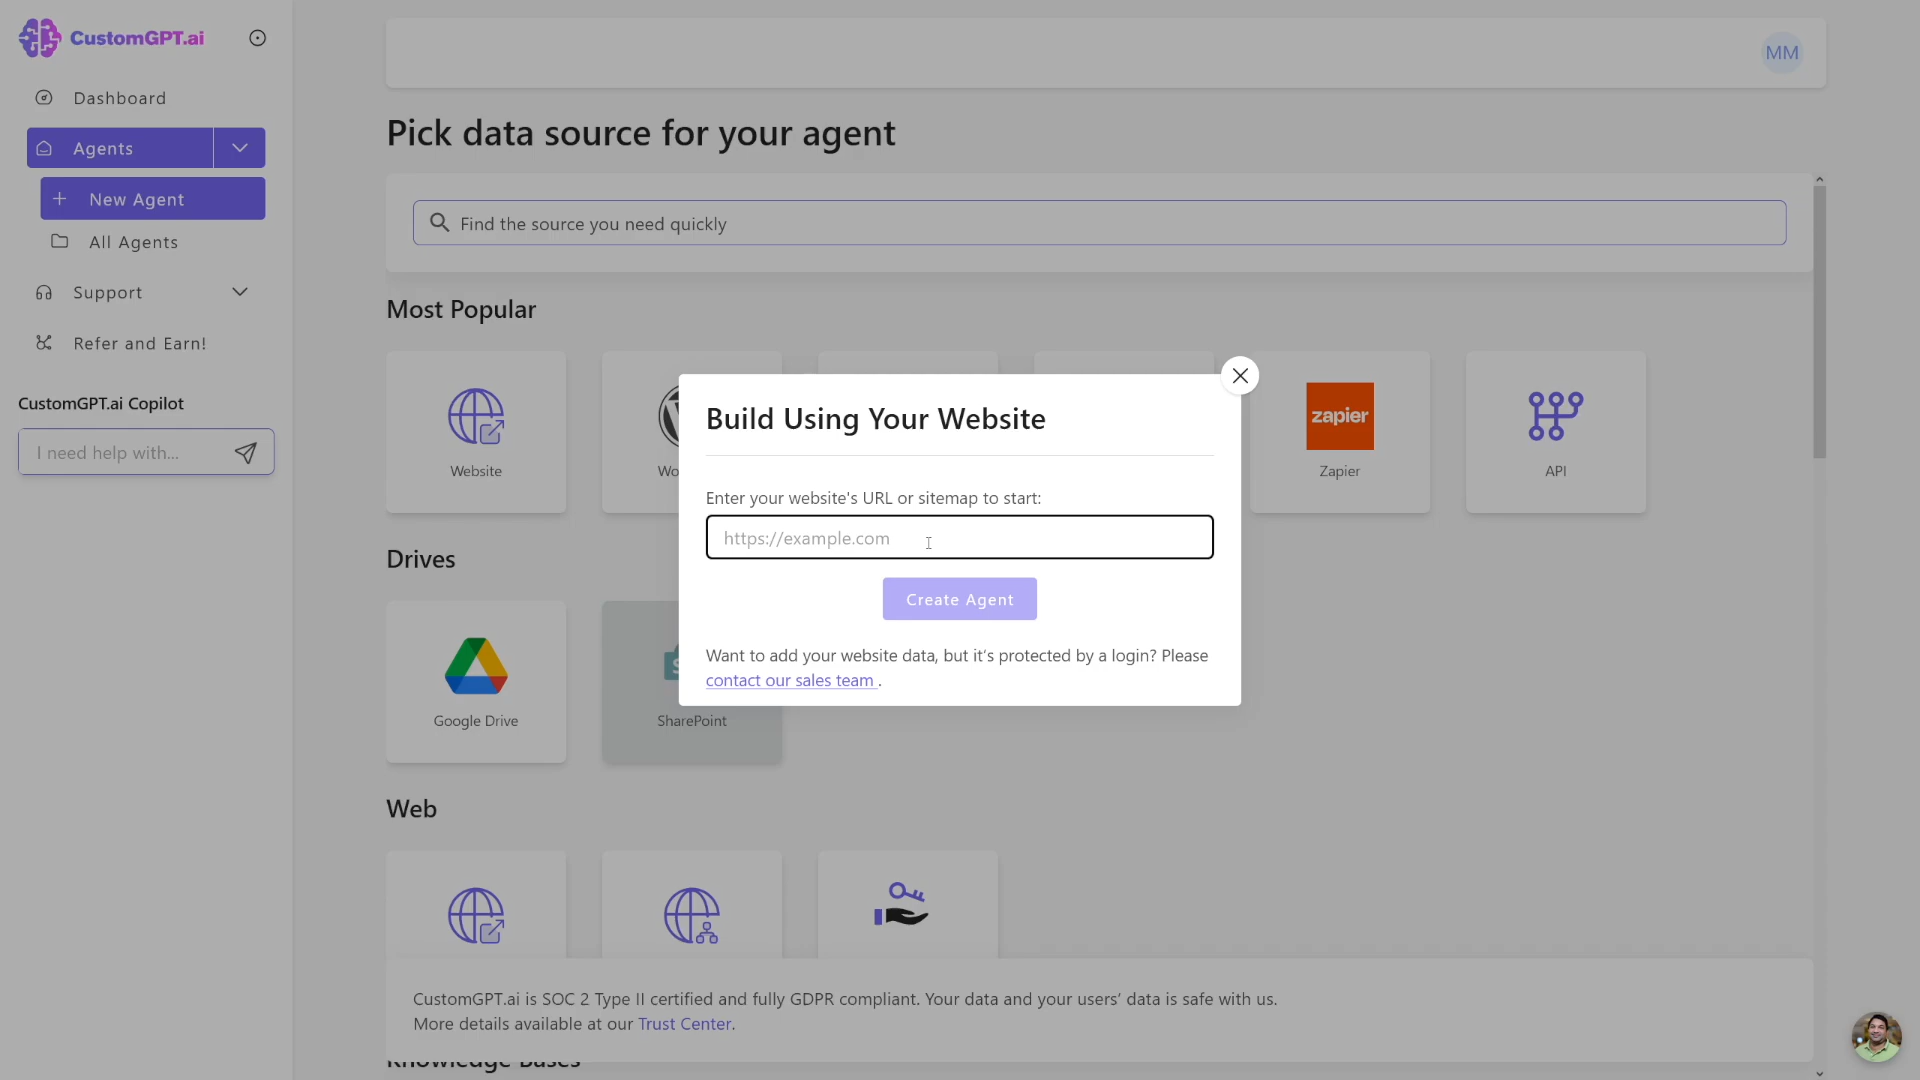 CustomGPT.ai
Dashboard
Agents
New Agent
All Agents
Support
Refer and Earn!
CustomGPT.ai Copilot
I need help with...
MM
Pick data source for your agent
Find the source you need quickly
Most Popular
Website
Wo
zapier
Zapier
API
Build Using Your Website
Enter your website's URL or sitemap to start:
https://example.com
Create Agent
Want to add your website data, but it’s protected by a login? Please
contact our sales team .
Drives
Google Drive
SharePoint
Web
CustomGPT.ai is SOC 2 Type II certified and fully GDPR compliant. Your data and your users’ data is safe with us.
More details available at our Trust Center.
Knowledge Bases